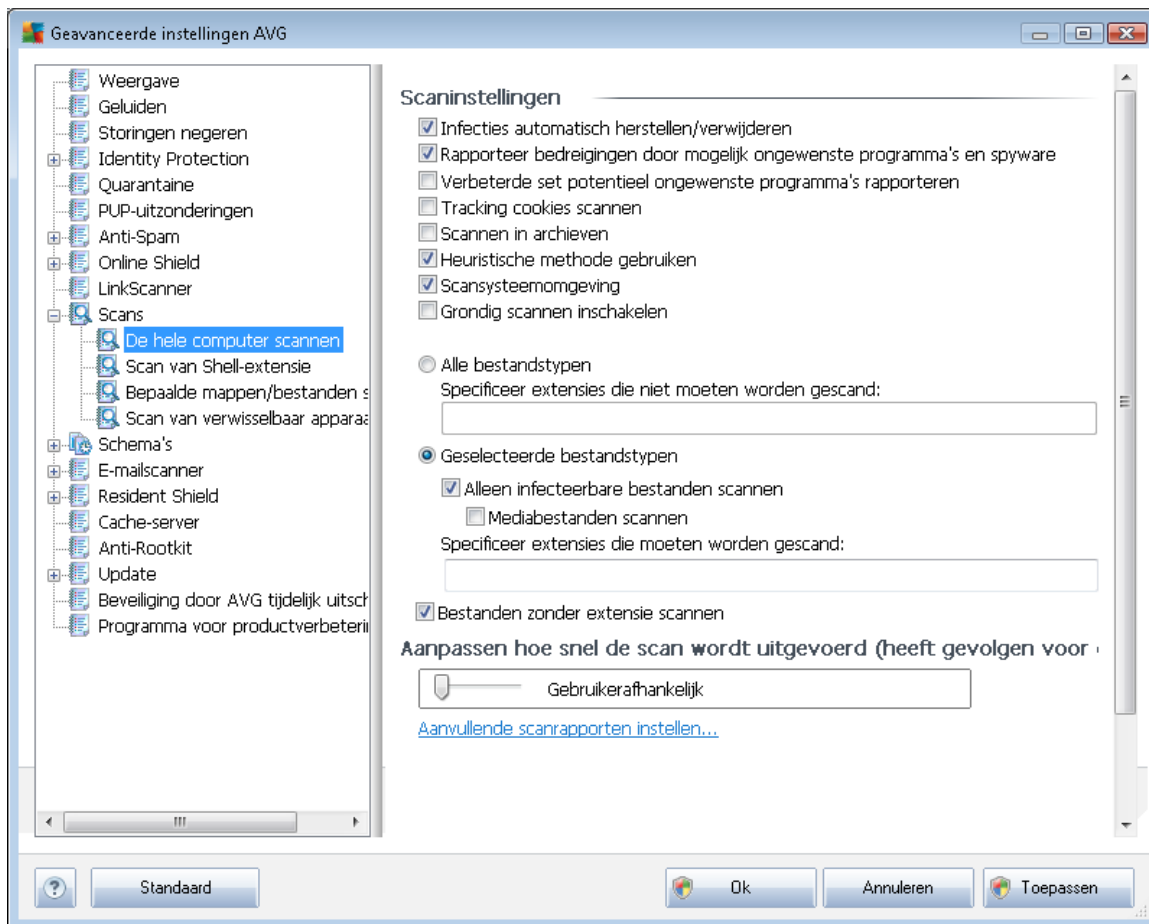 Geavanceerde instellingen AVG
Weergave
Geluiden
Storingen negeren
Identity Protection
Quarantaine
PUP-uitzonderingen
Anti-Spam
Online Shield
LinkScanner
Scans
De hele computer scannen
Scan van Shell-extensie
Bepaalde mappen/bestanden s
Scan van verwisselbaar apparaa
Schema's
E-mailscanner
Resident Shield
Cache-server
Anti-Rootkit
Update
Beveiliging door AVG tijdelijk uitsch
Programma voor productverbeterin
Scaninstellingen
Infecties automatisch herstellen/verwijderen
Rapporteer bedreigingen door mogelijk ongewenste programma's en spyware
Verbeterde set potentieel ongewenste programma's rapporteren
Tracking cookies scannen
Scannen in archieven
Heuristische methode gebruiken
Scansysteemomgeving
Grondig scannen inschakelen
Alle bestandstypen
Specificeer extensies die niet moeten worden gescand:
Geselecteerde bestandstypen
Alleen infecteerbare bestanden scannen
Mediabestanden scannen
Specificeer extensies die moeten worden gescand:
Bestanden zonder extensie scannen
Aanpassen hoe snel de scan wordt uitgevoerd (heeft gevolgen voor
Gebruikerafhankelijk
Aanvullende scanrapporten instellen...
?
Standaard
Ok
Annuleren
Toepassen